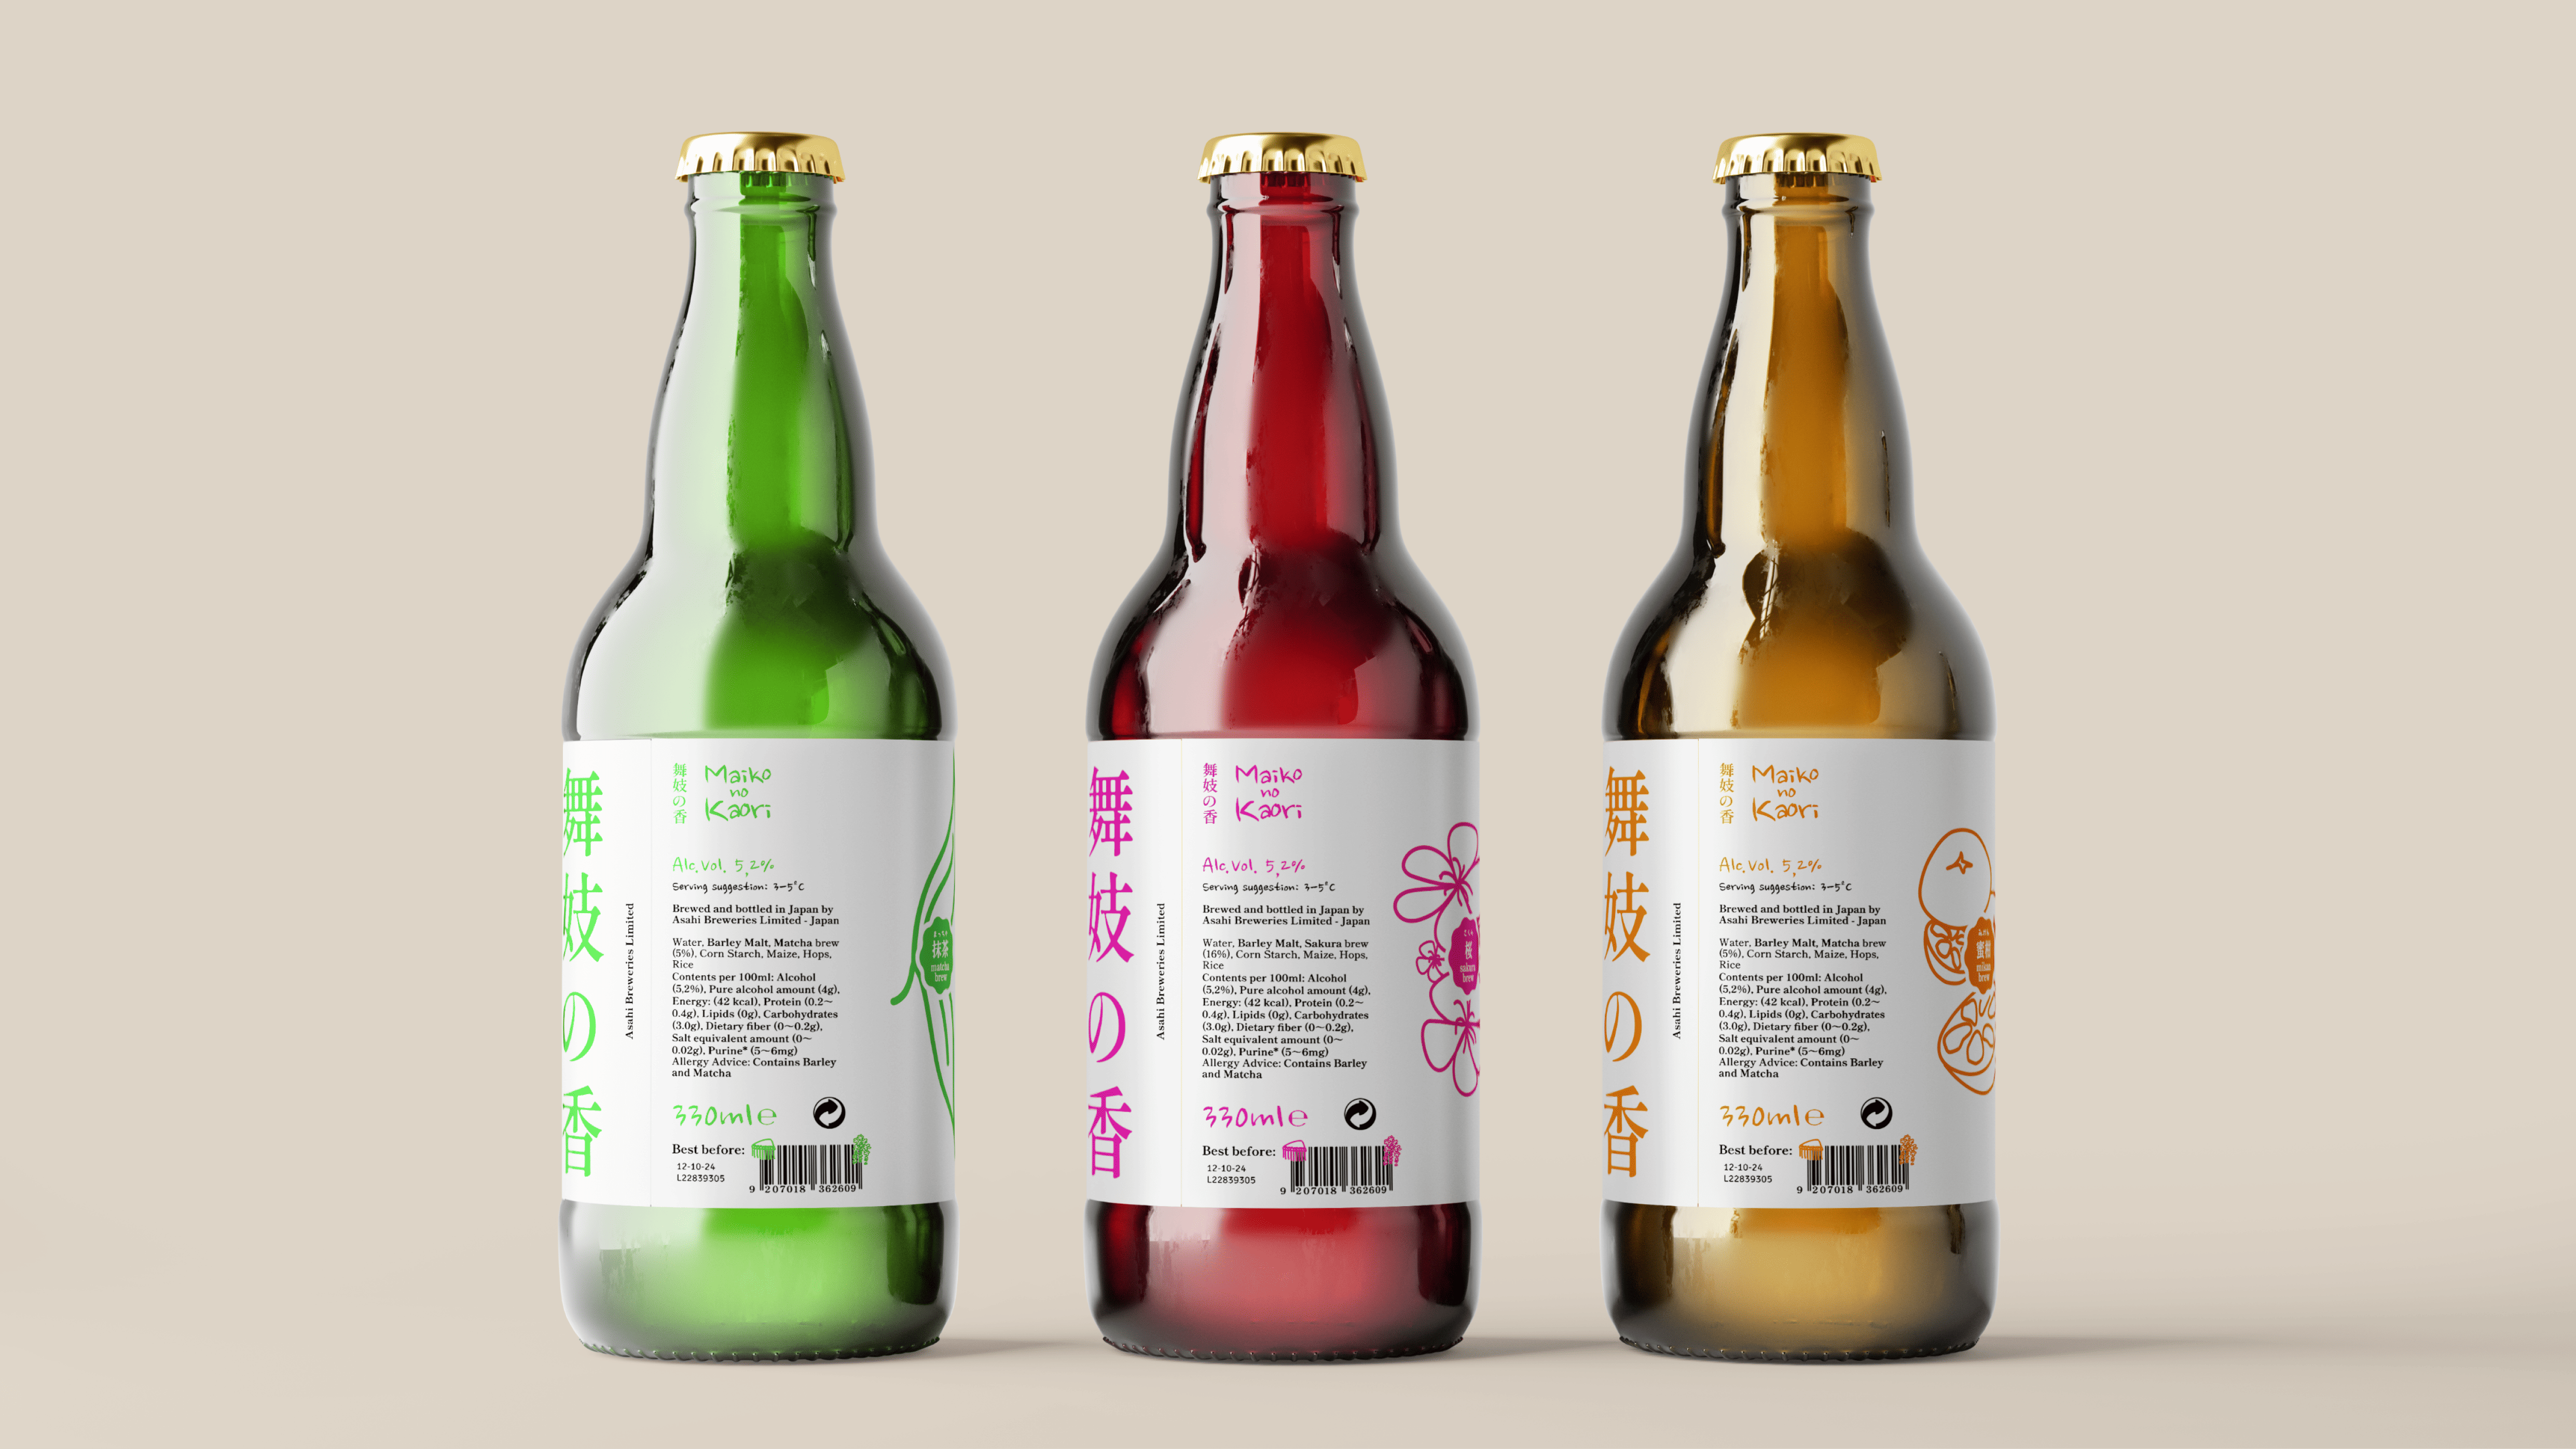 舞妓の香
Asahi Breweries Limited
舞妓の香
Maiko
no
Kaori
Alc.Vol. 5,2%
Serving suggestion: 3-5°C
Brewed and bottled in Japan by
Asahi Breweries Limited - Japan
Water, Barley Malt, Matcha brew
(5%), Corn Starch, Maize, Hops,
Rice
Contents per 100ml: Alcohol
(5,2%), Pure alcohol amount (4g),
Energy: (42 kcal), Protein (0.2~
0.4g), Lipids (0g), Carbohydrates
(3.0g), Dietary fiber (0~0.2g),
Salt equivalent amount (0~
0.02g), Purine* (5~6mg)
Allergy Advice: Contains Barley
and Matcha
330ml e
Best before:
12-10-24
L22839305
9 207018 362609
まっちゃ
抹茶
matcha
brew
舞妓の香
Asahi Breweries Limited
舞妓の香
Maiko
no
Kaori
Alc.Vol. 5,2%
Serving suggestion: 3-5°C
Brewed and bottled in Japan by
Asahi Breweries Limited - Japan
Water, Barley Malt, Sakura brew
(16%), Corn Starch, Maize, Hops,
Rice
Contents per 100ml: Alcohol
(5,2%), Pure alcohol amount (4g),
Energy: (42 kcal), Protein (0.2~
0.4g), Lipids (0g), Carbohydrates
(3.0g), Dietary fiber (0~0.2g),
Salt equivalent amount (0~
0.02g), Purine* (5~6mg)
Allergy Advice: Contains Barley
and Matcha
330ml e
Best before:
12-10-24
L22839305
9 207018 362609
桜
sakura
brew
舞妓の香
Asahi Breweries Limited
舞妓の香
Maiko
no
Kaori
Alc.Vol. 5,2%
Serving suggestion: 3-5°C
Brewed and bottled in Japan by
Asahi Breweries Limited - Japan
Water, Barley Malt, Matcha brew
(5%), Corn Starch, Maize, Hops,
Rice
Contents per 100ml: Alcohol
(5,2%), Pure alcohol amount (4g),
Energy: (42 kcal), Protein (0.2~
0.4g), Lipids (0g), Carbohydrates
(3.0g), Dietary fiber (0~0.2g),
Salt equivalent amount (0~
0.02g), Purine* (5~6mg)
Allergy Advice: Contains Barley
and Matcha
330ml e
Best before:
12-10-24
L22839305
9 207018 362609
蜜柑
mikan
brew